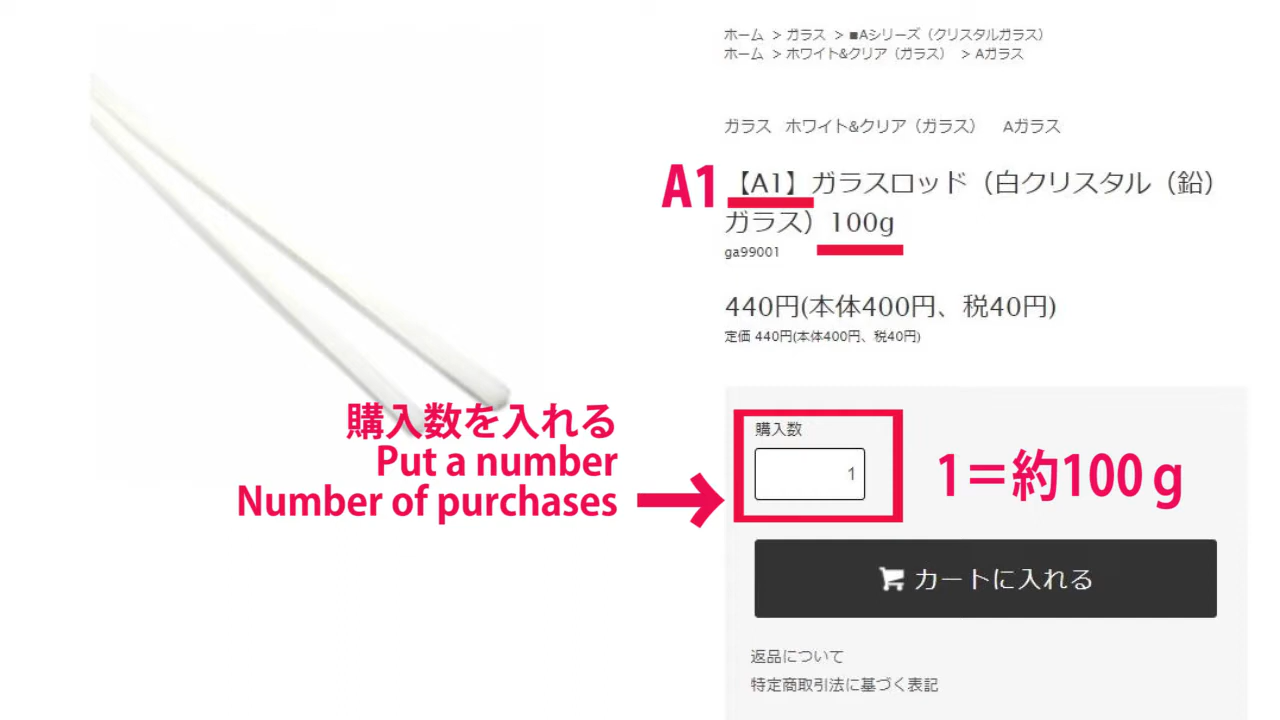 ホーム > ガラス > ■Aシリーズ（クリスタルガラス）
ホーム > ホワイト&クリア（ガラス） > Aガラス
ガラス ホワイト&クリア（ガラス） Aガラス
A1
【A1】ガラスロッド（白クリスタル（鉛）
ガラス）100g
ga99001
440円(本体400円、税40円)
定価 440円(本体400円、税40円)
購入数を入れる
Put a number
Number of purchases
購入数
1
1＝約100g
カートに入れる
返品について
特定商取引法に基づく表記